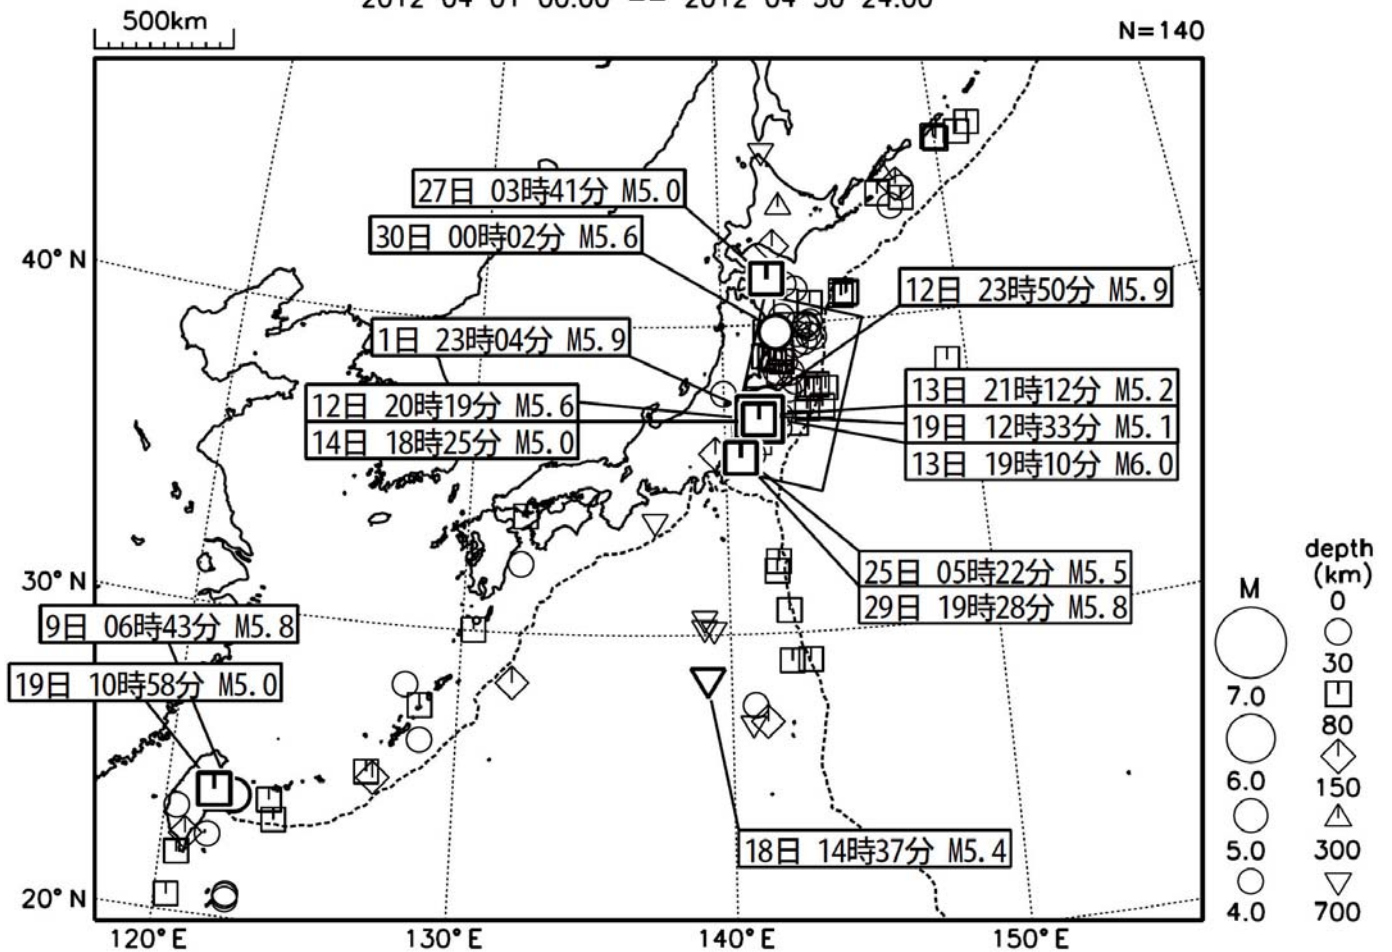 2012 04 01 00:00 -- 2012 04 30 24:00
500km
N=140
27日 03時41分 M5.0
30日 00時02分 M5.6
40°N
12日 23時50分 M5.9
1日 23時04分 M5.9
13日 21時12分 M5.2
12日 20時19分 M5.6
19日 12時33分 M5.1
14日 18時25分 M5.0
13日 19時10分 M6.0
30°N
25日 05時22分 M5.5
29日 19時28分 M5.8
9日 06時43分 M5.8
19日 10時58分 M5.0
18日 14時37分 M5.4
20°N
120°E
130°E
140°E
150°E
M
7.0
6.0
5.0
4.0
depth
(km)
0
30
80
150
300
700